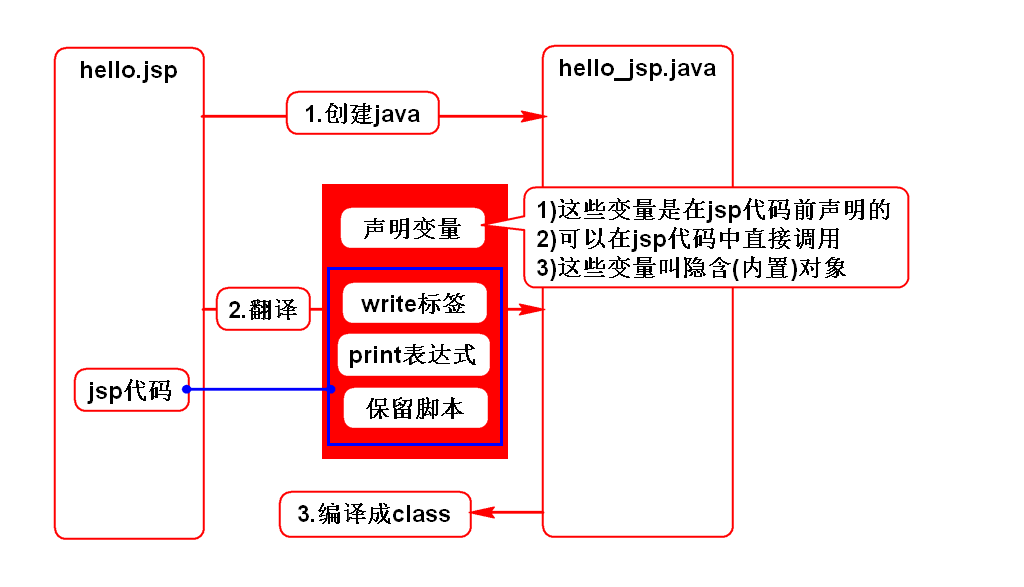 hello.jsp
hello_jsp.java
1.创建java
声明变量
1)这些变量是在jsp代码前声明的
2)可以在jsp代码中直接调用
3)这些变量叫隐含(内置)对象
2.翻译
write标签
print表达式
jsp代码
保留脚本
3.编译成class